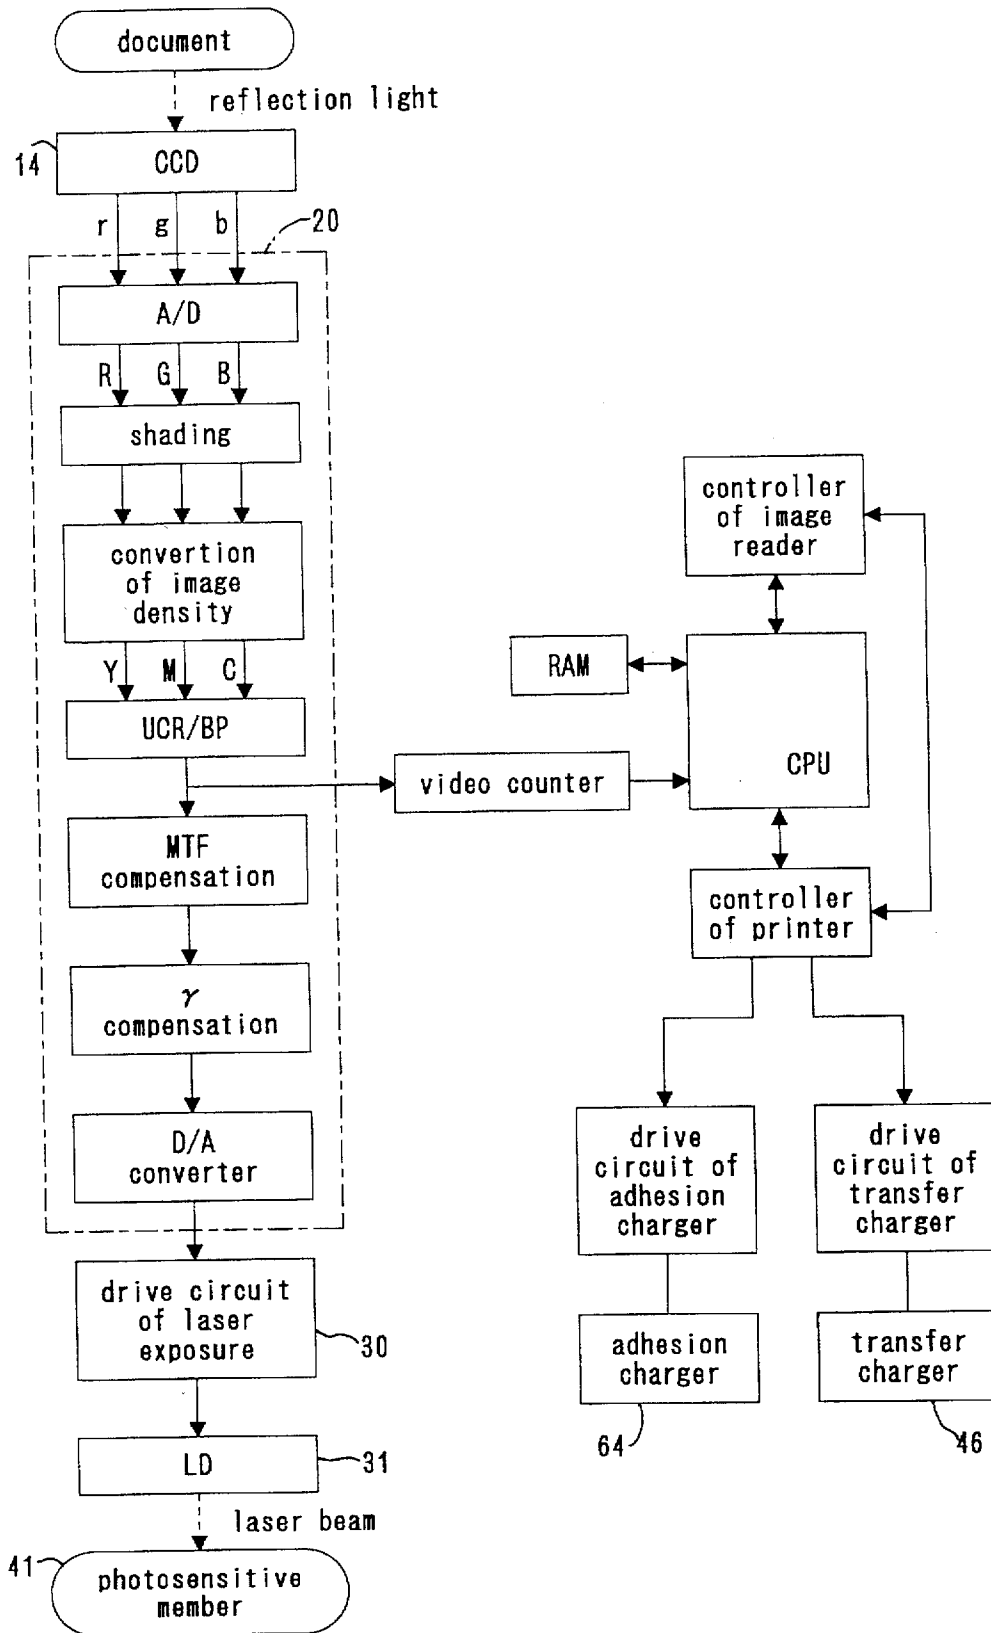 document
reflection light
14
CCD
r g b
20
A/D
R G B
shading
convertion
of image
density
Y M C
UCR/BP
MTF
compensation
γ
compensation
D/A
converter
drive circuit
of laser
exposure
30
LD
31
laser beam
41
photosensitive
member
controller
of image
reader
RAM
CPU
video counter
controller
of printer
drive
circuit of
adhesion
charger
drive
circuit of
transfer
charger
adhesion
charger
64
transfer
charger
46